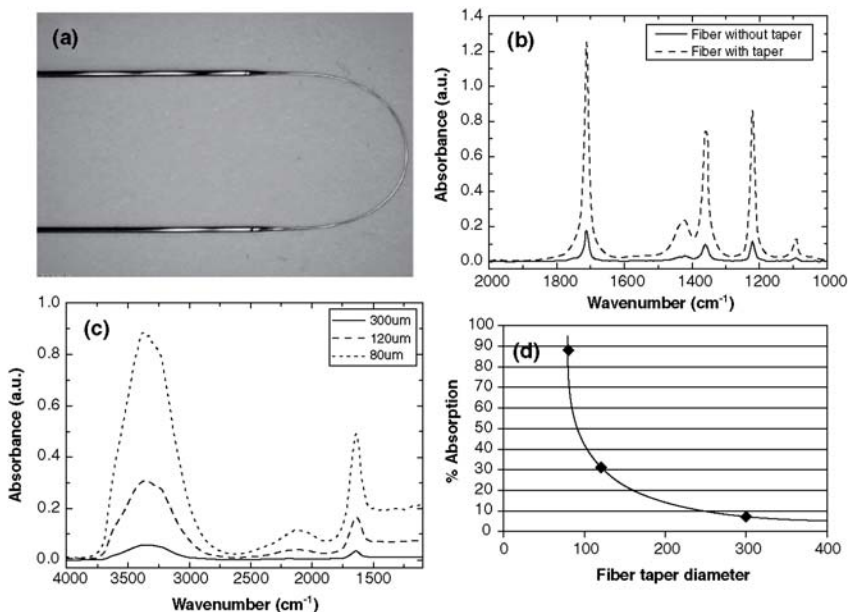 (a)
(b)
Fiber without taper
Fiber with taper
Absorbance (a.u.)
1.4
1.2
1.0
0.8
0.6
0.4
0.2
0.0
2000 1800 1600 1400 1200 1000
Wavenumber (cm⁻¹)
(c)
300um
120um
80um
Absorbance (a.u.)
1.0
0.8
0.6
0.4
0.2
0.0
4000 3500 3000 2500 2000 1500
Wavenumber (cm⁻¹)
(d)
% Absorption
100
90
80
70
60
50
40
30
20
10
0
0 100 200 300 400
Fiber taper diameter